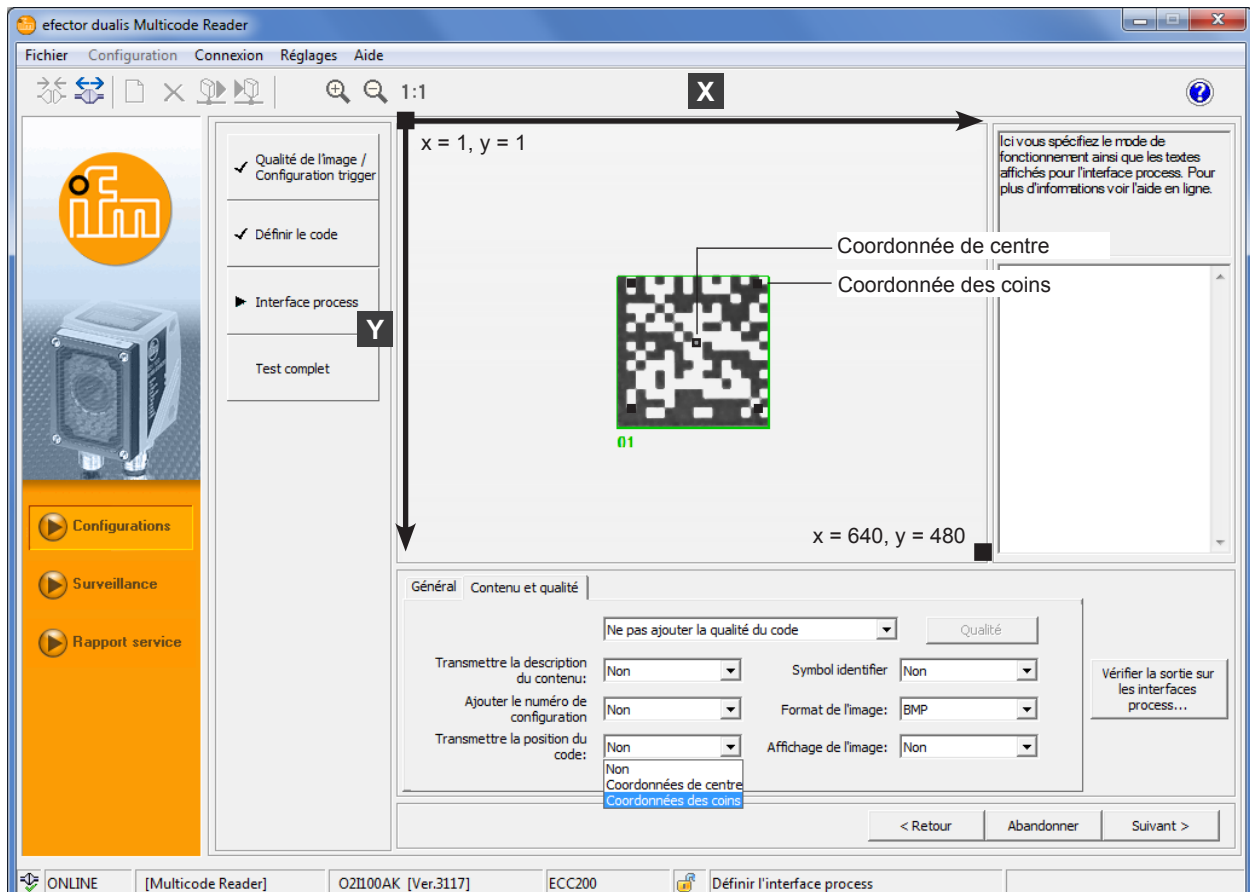 efector dualis Multicode Reader
Fichier Configuration Connexion Réglages Aide
1:1
X
ifm
Qualité de l'image /
Configuration trigger
Définir le code
Interface process
Test complet
Y
x = 1, y = 1
Coordonnée de centre
Coordonnée des coins
01
x = 640, y = 480
Ici vous spécifiez le mode de
fonctionnement ainsi que les textes
affichés pour l'interface process. Pour
plus d'informations voir l'aide en ligne.
Configurations
Surveillance
Rapport service
Général Contenu et qualité
Ne pas ajouter la qualité du code Qualité
Transmettre la description
du contenu: Non Symbol identifier Non
Ajouter le numéro de
configuration Non Format de l'image: BMP
Transmettre la position du
code: Non Affichage de l'image: Non
Non
Coordonnées de centre
Coordonnées des coins
Vérifier la sortie sur
les interfaces
process...
< Retour Abandonner Suivant >
ONLINE [Multicode Reader] O2I100AK [Ver.3117] ECC200 Définir l'interface process